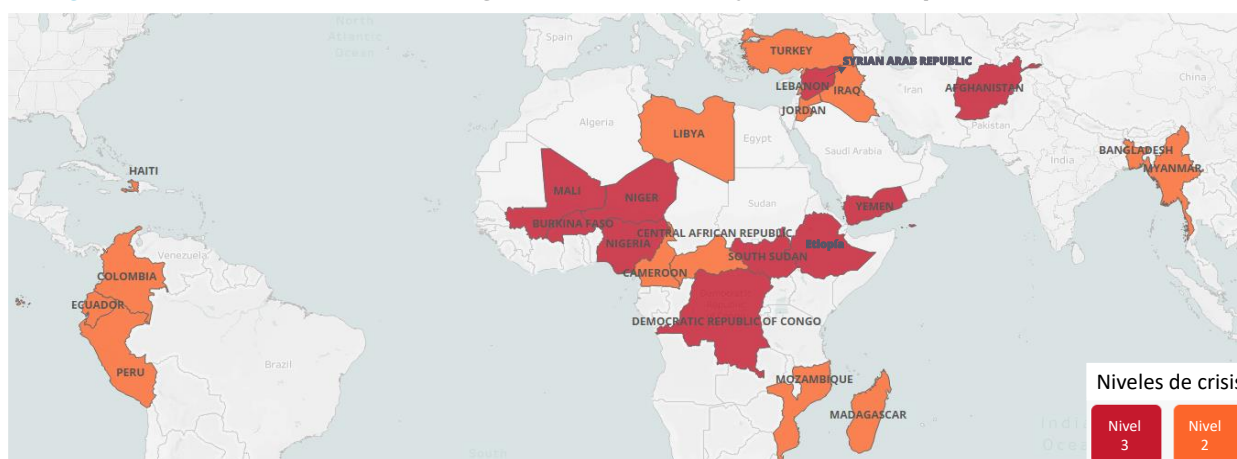 North
Atlantic
Ocean
Spain
TURKEY
SYRIAN ARAB REPUBLIC
LEBANON
IRAQ
Iran
AFGHANISTAN
China
JORDAN
Pakistan
Algeria
LIBYA
Egypt
Saudi Arabia
India
BANGLADESH
MYANMAR
HAITI
MALI
NIGER
Sudan
YEMEN
BURKINA FASO
NIGERIA
CENTRAL AFRICAN REPUBLIC
Etiopía
SOUTH SUDAN
Venezuela
COLOMBIA
CAMEROON
ECUADOR
DEMOCRATIC REPUBLIC OF CONGO
PERU
Brazil
MOZAMBIQUE
MADAGASCAR
Niveles de crisis
Nivel
3
Nivel
2
South